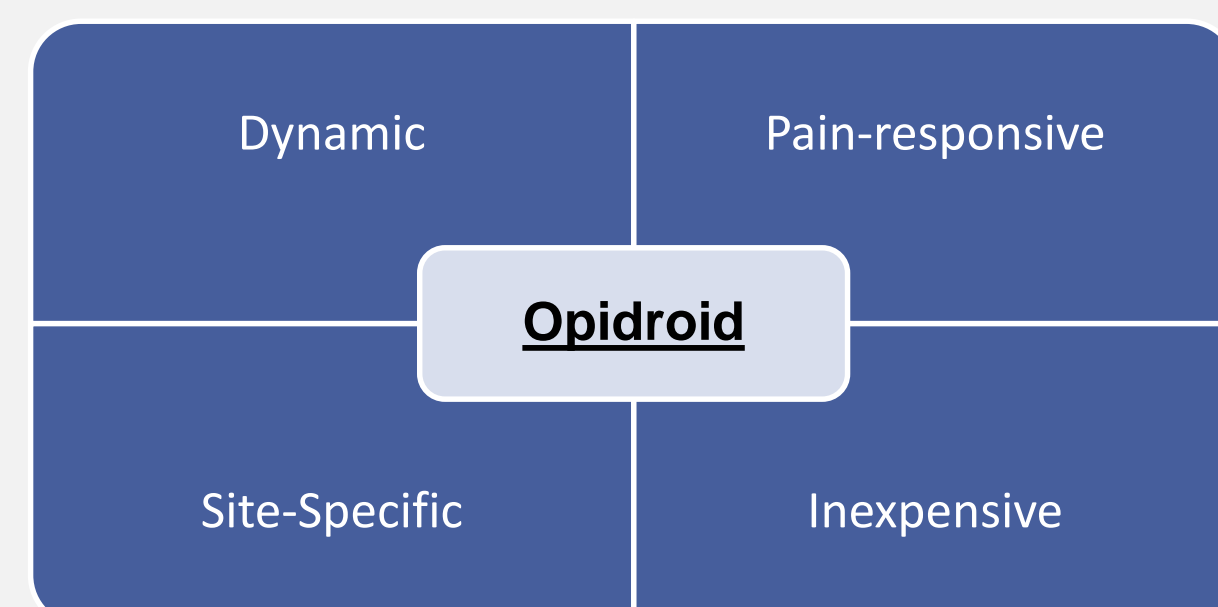 Dynamic
Pain-responsive
Opidroid
Site-Specific
Inexpensive